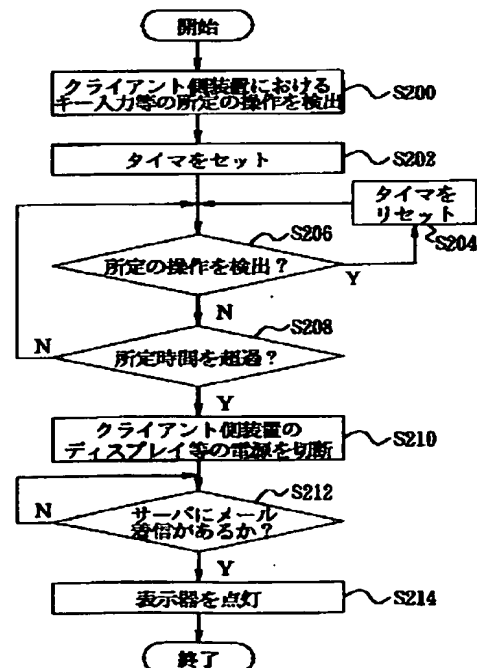 開始
クライアント側装置における
キー入力等の所定の操作を検出
S200
タイマをセット
S202
タイマを
リセット
S204
S206
所定の操作を検出?
Y
N
S208
所定時間を超過?
N
Y
クライアント側装置の
ディスプレイ等の電源を切断
S210
S212
サーバにメール
着信があるか?
N
Y
表示器を点灯
S214
終了